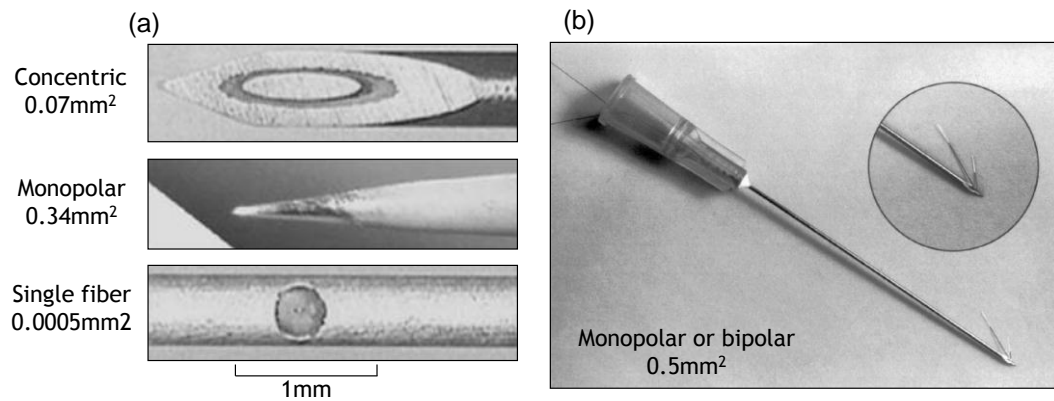 (a)
Concentric
0.07mm²
Monopolar
0.34mm²
Single fiber
0.0005mm2
1mm
(b)
Monopolar or bipolar
0.5mm²